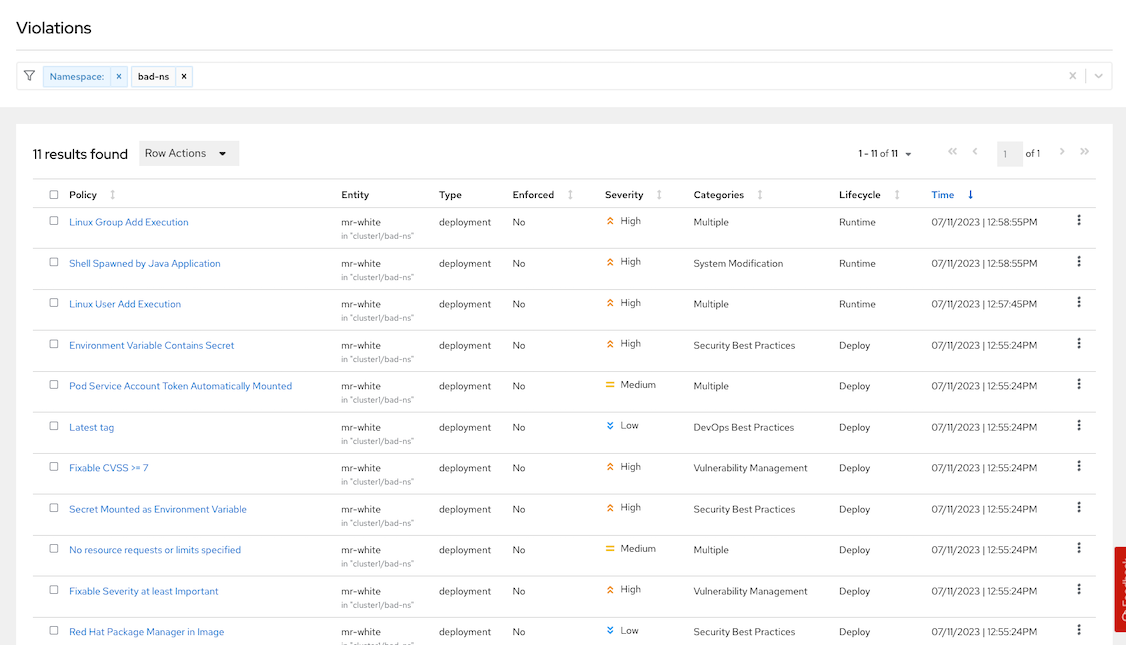 Violations
Namespace: × bad-ns ×
11 results found Row Actions 1 - 11 of 11 1 of 1
Policy Entity Type Enforced Severity Categories Lifecycle Time
Linux Group Add Execution mr-white deployment No High Multiple Runtime 07/11/2023 | 12:58:55PM
in "cluster1/bad-ns"
Shell Spawned by Java Application mr-white deployment No High System Modification Runtime 07/11/2023 | 12:58:55PM
in "cluster1/bad-ns"
Linux User Add Execution mr-white deployment No High Multiple Runtime 07/11/2023 | 12:57:45PM
in "cluster1/bad-ns"
Environment Variable Contains Secret mr-white deployment No High Security Best Practices Deploy 07/11/2023 | 12:55:24PM
in "cluster1/bad-ns"
Pod Service Account Token Automatically Mounted mr-white deployment No Medium Multiple Deploy 07/11/2023 | 12:55:24PM
in "cluster1/bad-ns"
Latest tag mr-white deployment No Low DevOps Best Practices Deploy 07/11/2023 | 12:55:24PM
in "cluster1/bad-ns"
Fixable CVSS >= 7 mr-white deployment No High Vulnerability Management Deploy 07/11/2023 | 12:55:24PM
in "cluster1/bad-ns"
Secret Mounted as Environment Variable mr-white deployment No High Security Best Practices Deploy 07/11/2023 | 12:55:24PM
in "cluster1/bad-ns"
No resource requests or limits specified mr-white deployment No Medium Multiple Deploy 07/11/2023 | 12:55:24PM
in "cluster1/bad-ns"
Fixable Severity at least Important mr-white deployment No High Vulnerability Management Deploy 07/11/2023 | 12:55:24PM
in "cluster1/bad-ns"
Red Hat Package Manager in Image mr-white deployment No Low Security Best Practices Deploy 07/11/2023 | 12:55:24PM